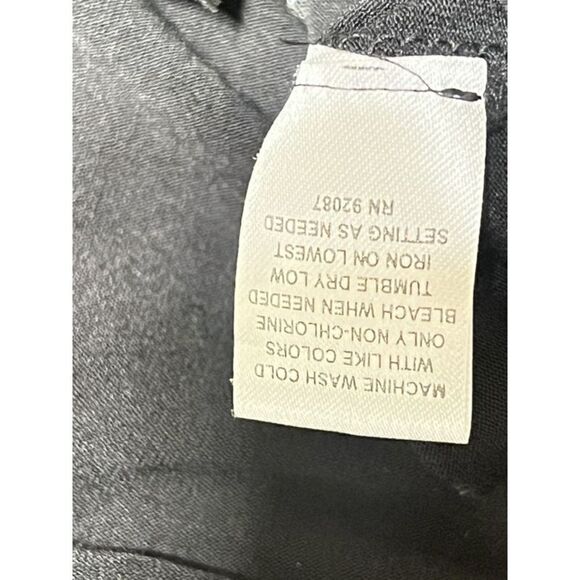 MACHINE WASH COLD
WITH LIKE COLORS
ONLY NON-CHLORINE
BLEACH WHEN NEEDED
TUMBLE DRY LOW
IRON ON LOWEST
SETTING AS NEEDED
RN 92087